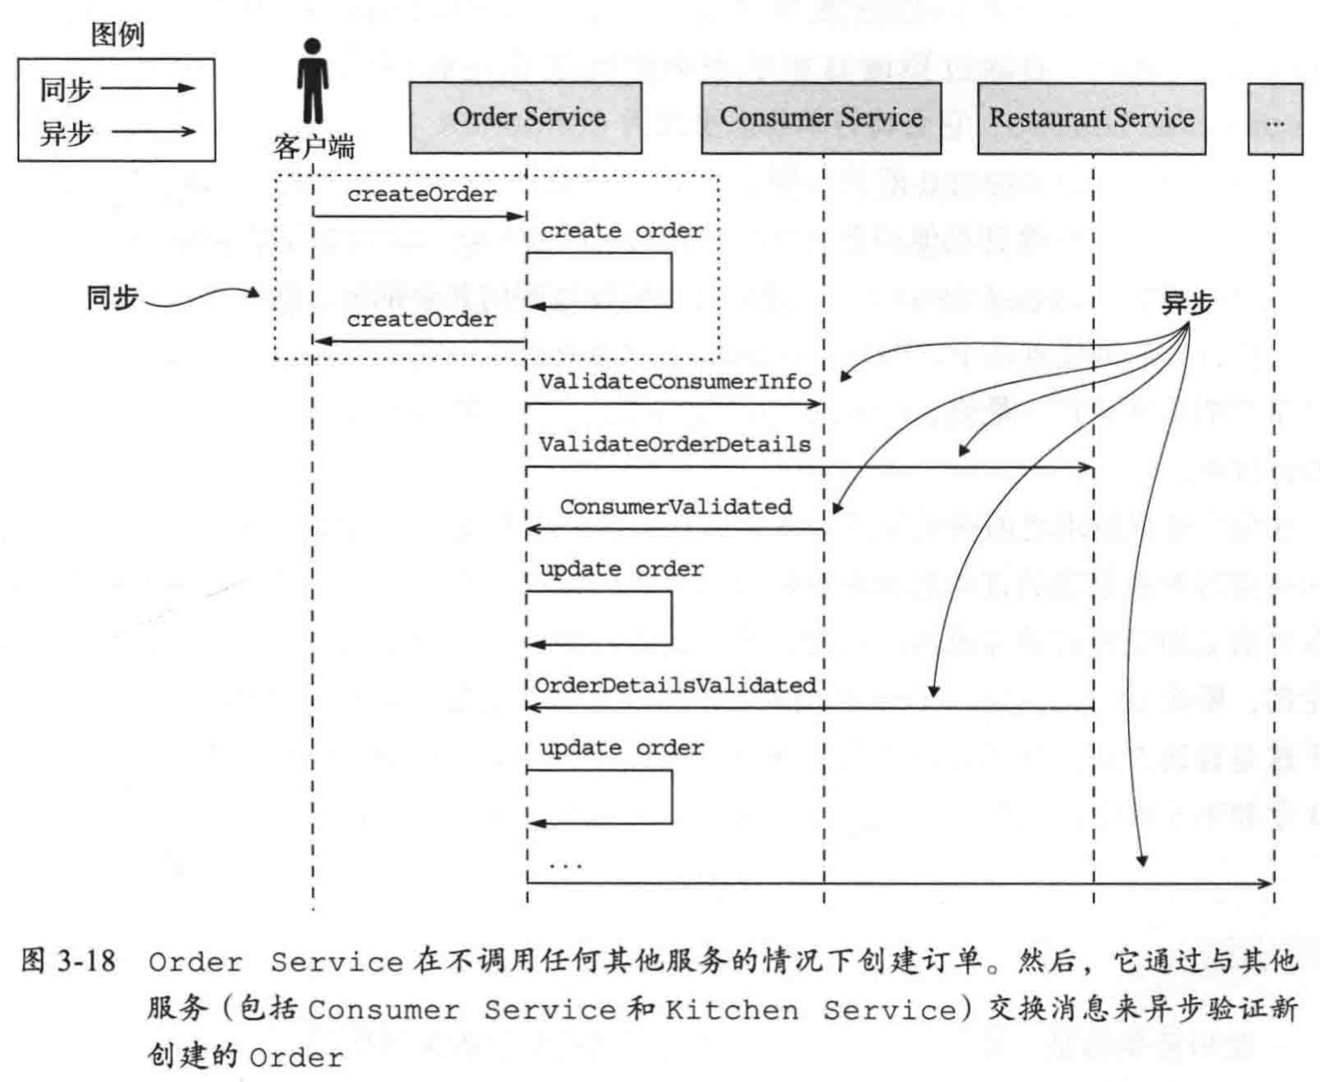 图例
同步
异步
客户端
Order Service
Consumer Service
Restaurant Service
...
createOrder
create order
同步
createOrder
异步
ValidateConsumerInfo
ValidateOrderDetails
ConsumerValidated
update order
OrderDetailsValidated
update order
...
图 3-18 Order Service 在不调用任何其他服务的情况下创建订单。然后，它通过与其他
服务（包括 Consumer Service 和 Kitchen Service）交换消息来异步验证新
创建的 Order